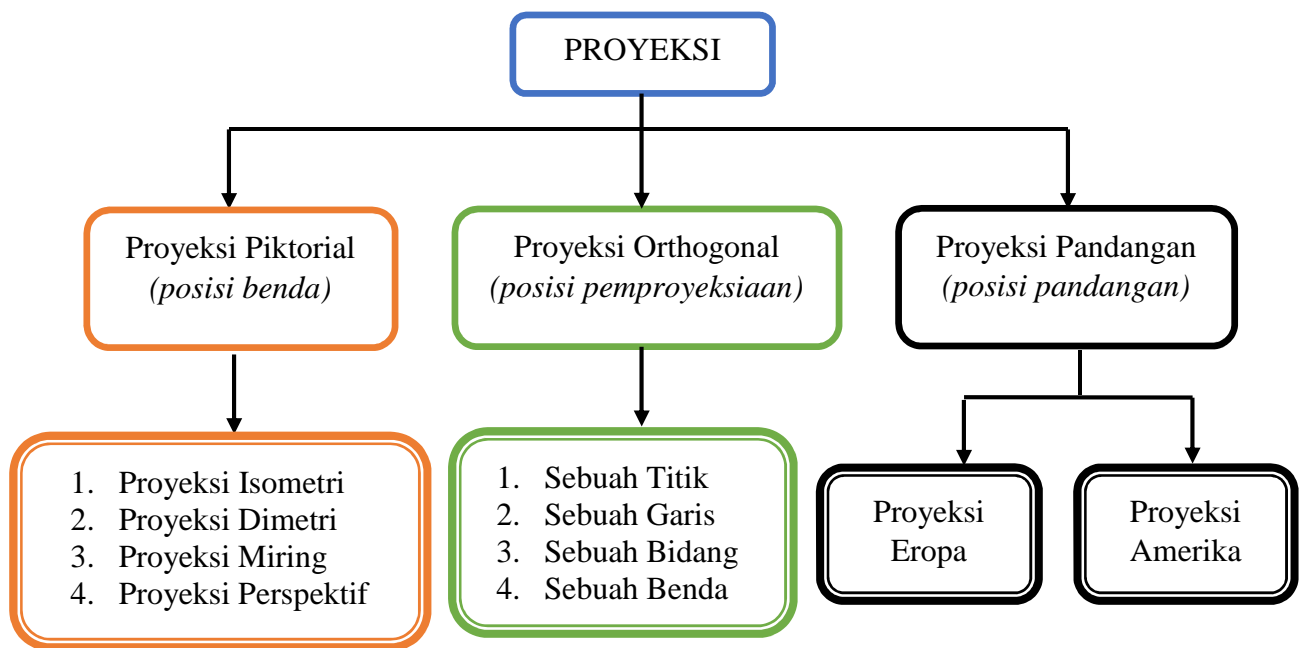 PROYEKSI
Proyeksi Piktorial
(posisi benda)
Proyeksi Orthogonal
(posisi pemproyeksiaan)
Proyeksi Pandangan
(posisi pandangan)
1. Proyeksi Isometri
2. Proyeksi Dimetri
3. Proyeksi Miring
4. Proyeksi Perspektif
1. Sebuah Titik
2. Sebuah Garis
3. Sebuah Bidang
4. Sebuah Benda
Proyeksi
Eropa
Proyeksi
Amerika